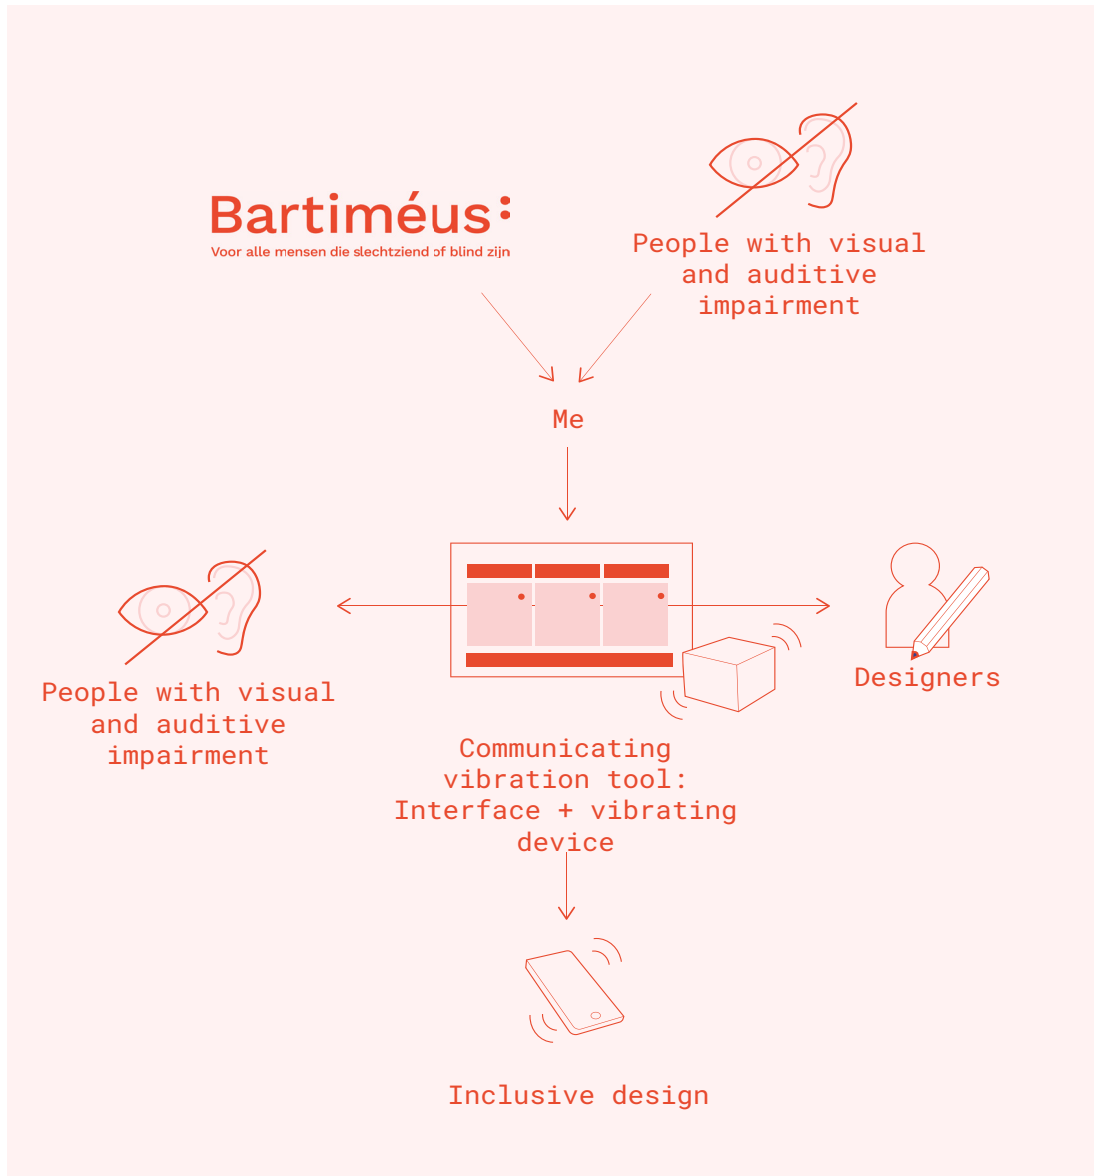 Bartiméus:
Voor alle mensen die slechtziend of blind zijn
People with visual
and auditive
impairment
Me
People with visual
and auditive
impairment
Designers
Communicating
vibration tool:
Interface + vibrating
device
Inclusive design